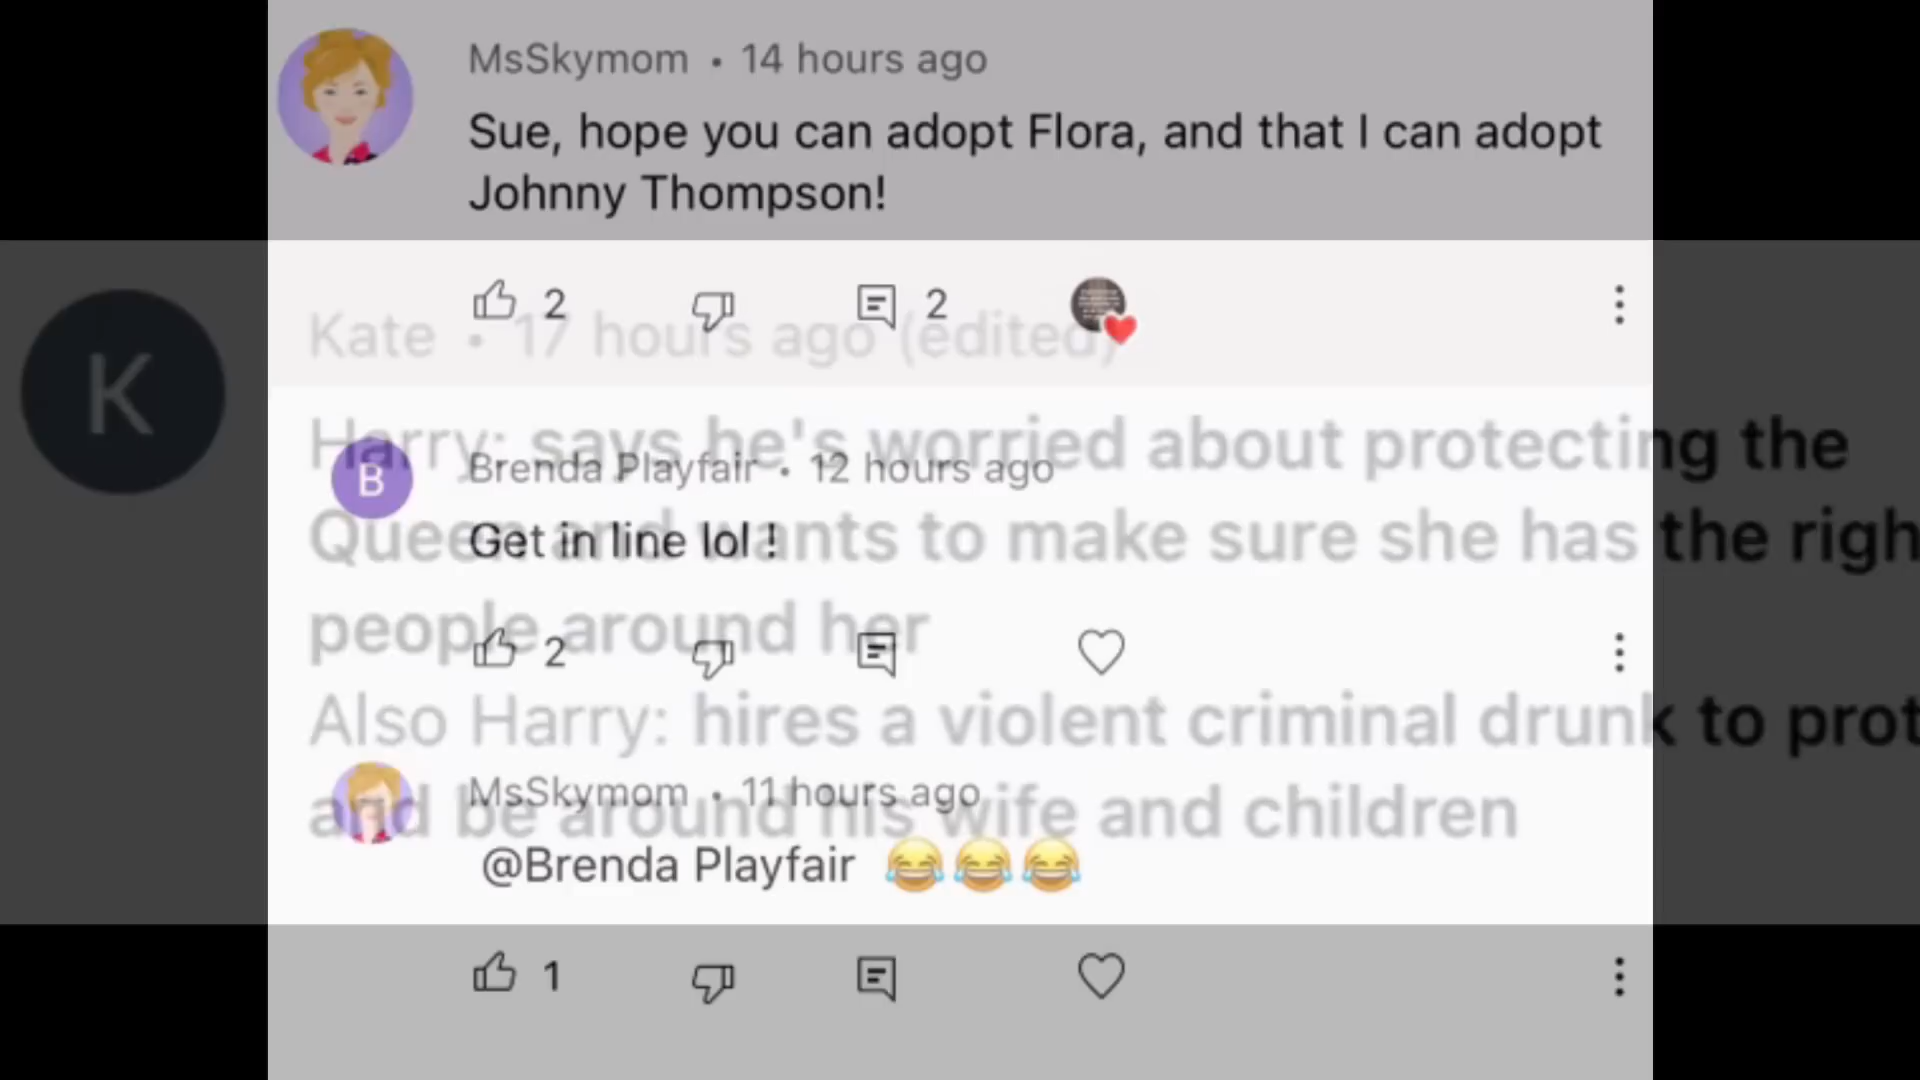 MsSkymom • 14 hours ago
Sue, hope you can adopt Flora, and that I can adopt
Johnny Thompson!
2
2
B
Brenda Playfair • 12 hours ago
Get in line lol !
2
MsSkymom • 11 hours ago
@Brenda Playfair 😂😂😂
1
K
Kate • 17 hours ago (edited)
Harry: says he's worried about protecting the
Queen and wants to make sure she has the righ
people around her
Also Harry: hires a violent criminal drunk to prot
and be around his wife and children